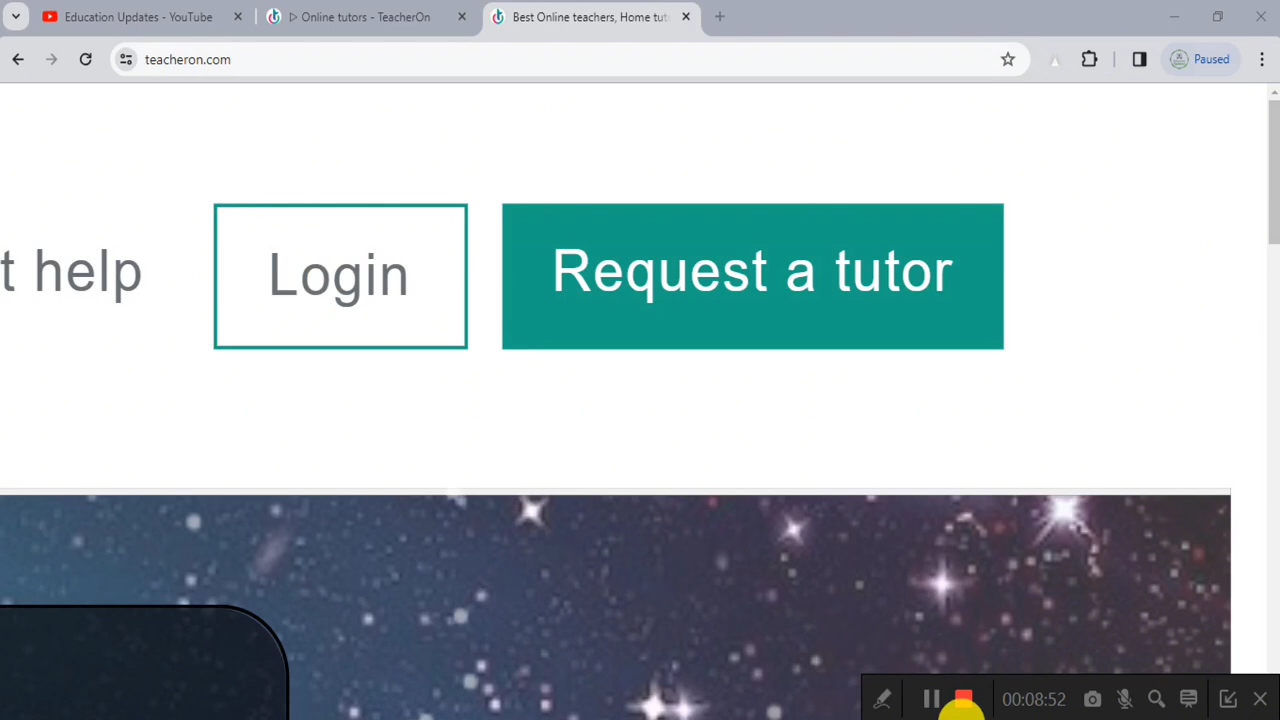 Education Updates - YouTube
Online tutors - TeacherOn
Best Online teachers, Home tut
teacheron.com
Paused
t help
Login
Request a tutor
00:08:52